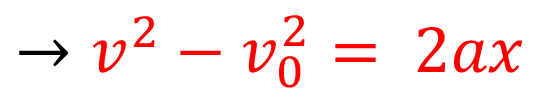 → v² − v₀² = 2ax